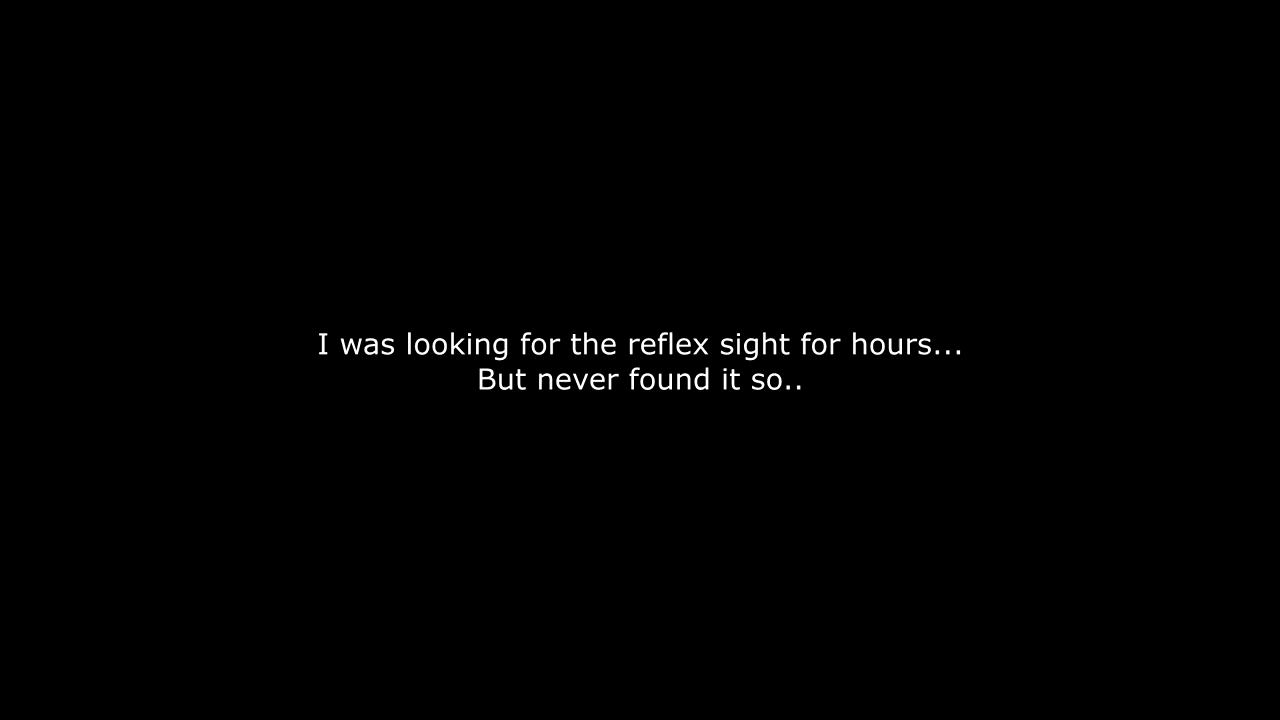 I was looking for the reflex sight for hours...
But never found it so..